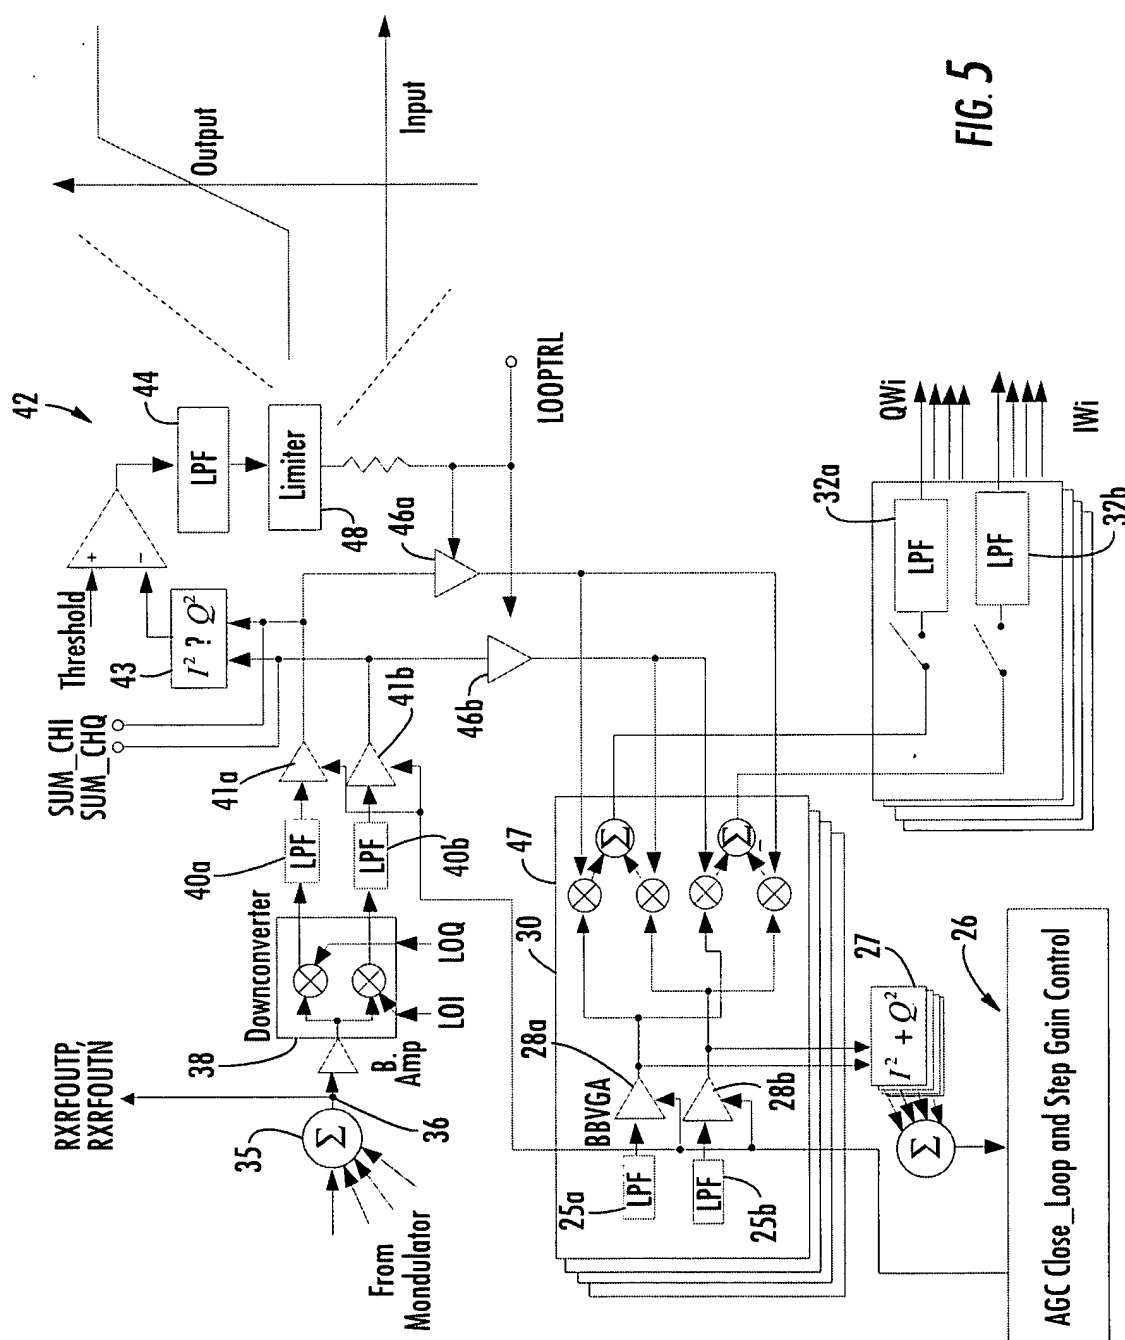 RXRFOUTP,
RXRFOUTN
35
Σ
36
From
Mondulator
B.
Amp
Downconverter
38
LOI
LOQ
40a
LPF
LPF
40b
41a
41b
SUM_CHI
SUM_CHQ
Threshold
43
I² ? Q²
+
−
42
44
LPF
Limiter
48
46a
46b
LOOPTRL
Output
Input
25a
LPF
LPF
25b
BBVGA
28a
28b
30
47
Σ
Σ
−
32a
LPF
LPF
32b
QWi
IWi
27
I² + Q²
Σ
26
AGC Close_Loop and Step Gain Control
FIG. 5